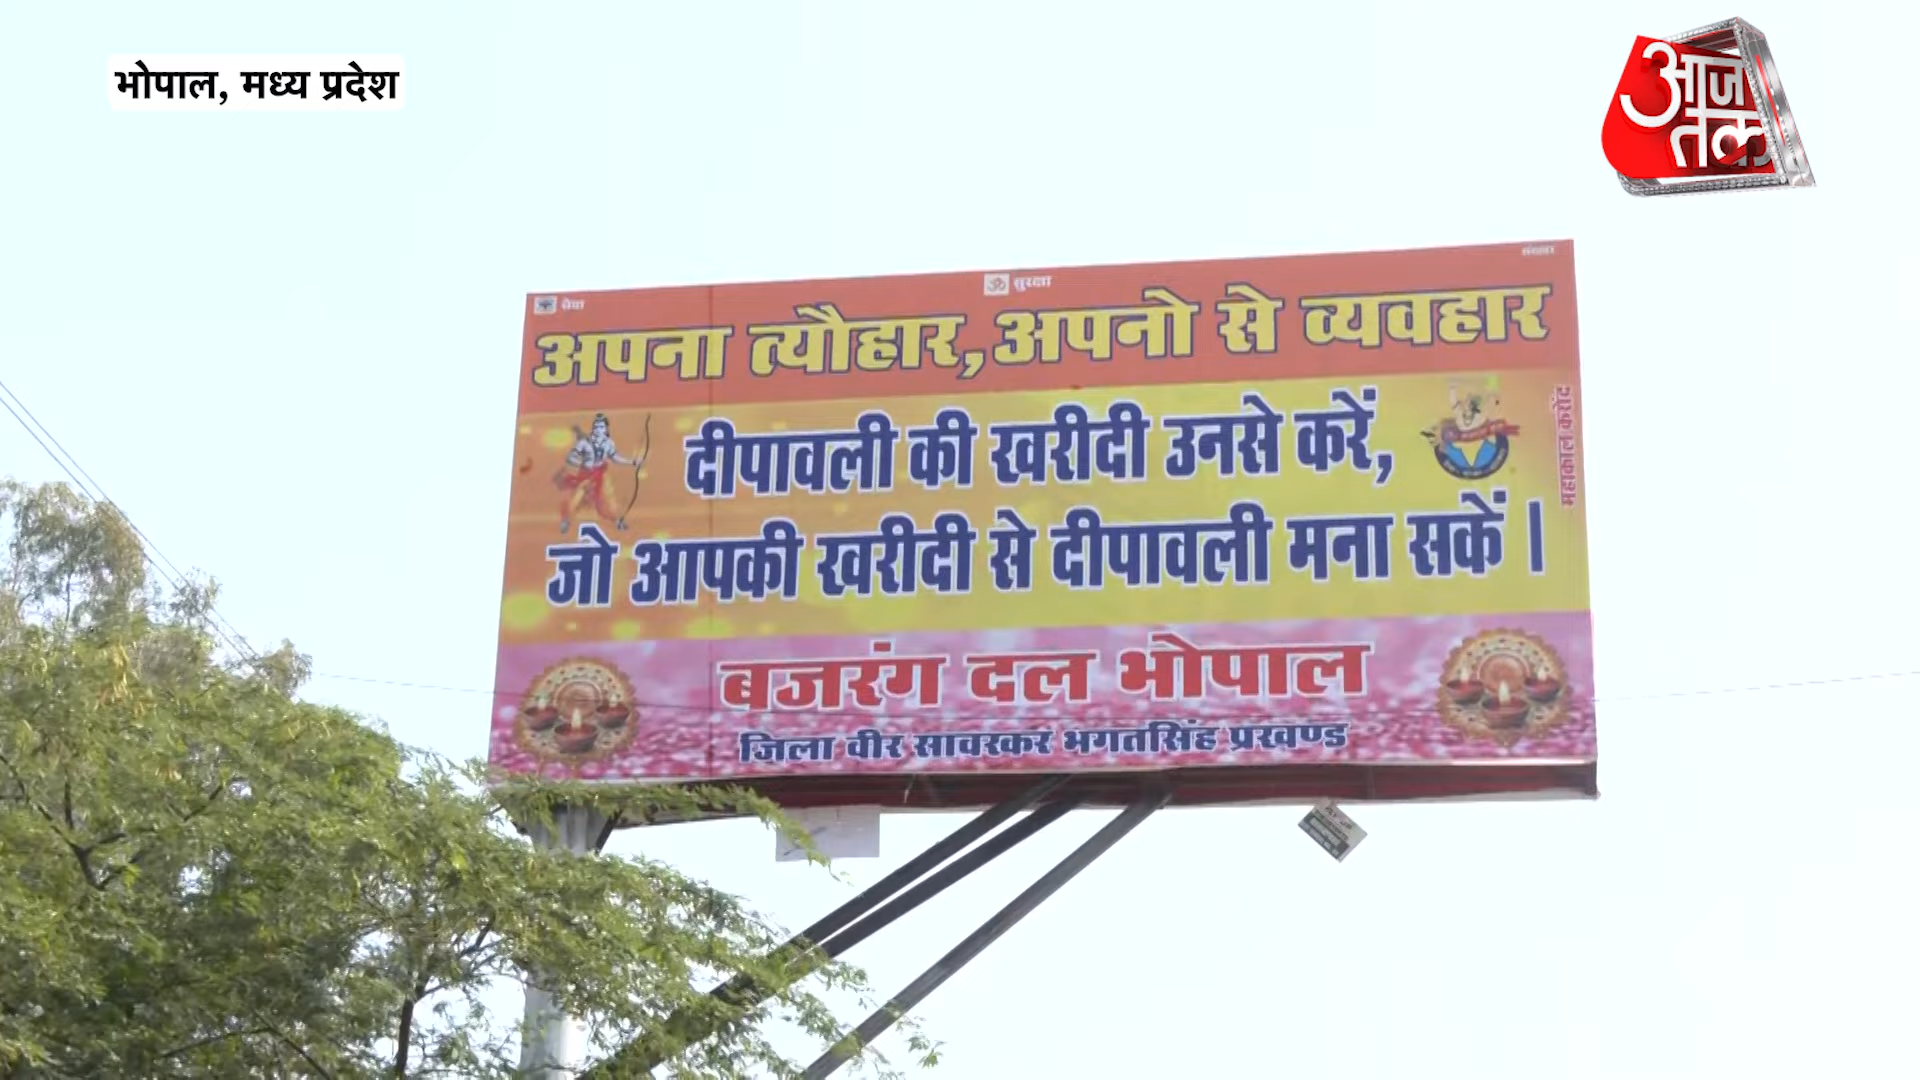 भोपाल, मध्य प्रदेश
आज
तक
सेवा
सुरक्षा
अपना त्यौहार, अपनो से व्यवहार
दीपावली की खरीदी उनसे करें,
जो आपकी खरीदी से दीपावली मना सकें।
महाकाल करोंद
बजरंग दल भोपाल
जिला वीर सावरकर भगतसिंह प्रखण्ड